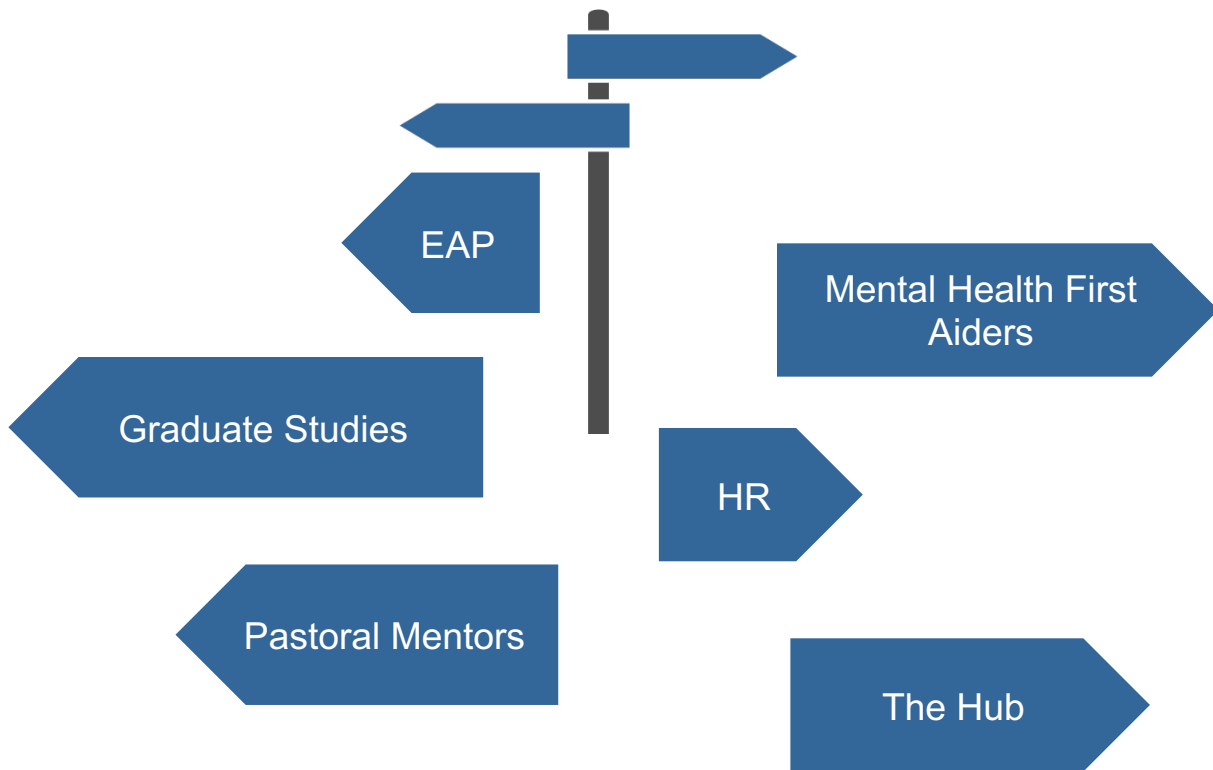 EAP
Mental Health First
Aiders
Graduate Studies
HR
Pastoral Mentors
The Hub